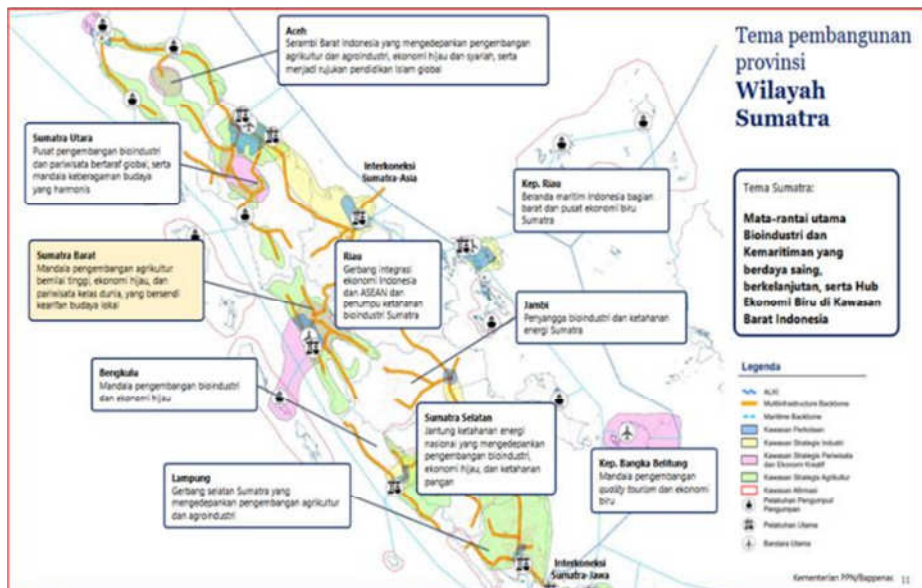 Tema pembangunan
provinsi
Wilayah
Sumatra
Aceh
Serambi Barat Indonesia yang mengedepankan pengembangan
agrikultur dan agroindustri, ekonomi hijau dan syariah, serta
menjadi rujukan pendidikan Islam global
Sumatra Utara
Pusat pengembangan bioindustri
dan pariwisata bertaraf global, serta
mandala keberagaman budaya
yang harmonis
Interkoneksi
Sumatra-Asia
Kep. Riau
Beranda maritim Indonesia bagian
barat dan pusat ekonomi biru
Sumatra
Tema Sumatra:
Mata-rantai utama
Bioindustri dan
Kemaritiman yang
berdaya saing,
berkelanjutan, serta Hub
Ekonomi Biru di Kawasan
Barat Indonesia
Sumatra Barat
Mandala pengembangan agrikultur
bernilai tinggi, ekonomi hijau, dan
pariwisata kelas dunia, yang bersendi
kearifan budaya lokal
Riau
Gerbang integrasi
ekonomi Indonesia
dan ASEAN dan
penumpu ketahanan
bioindustri Sumatra
Jambi
Penyangga bioindustri dan ketahanan
energi Sumatra
Bengkulu
Mandala pengembangan bioindustri
dan ekonomi hijau
Sumatra Selatan
Jantung ketahanan energi
nasional yang mengedepankan
pengembangan bioindustri,
ekonomi hijau, dan ketahanan
pangan
Kep. Bangka Belitung
Mandala pengembangan
quality tourism dan ekonomi
biru
Lampung
Gerbang selatan Sumatra yang
mengedepankan pengembangan agrikultur
dan agroindustri
Interkoneksi
Sumatra-Jawa
Legenda
ALKI
Multiinfrastructure Backbone
Maritime Backbone
Kawasan Perkotaan
Kawasan Strategis Industri
Kawasan Strategis Pariwisata
dan Ekonomi Kreatif
Kawasan Strategis Agrikultur
Kawasan Afirmasi
Pelabuhan Pengumpul
Pengumpan
Pelabuhan Utama
Bandara Utama
Kementerian PPN/Bappenas